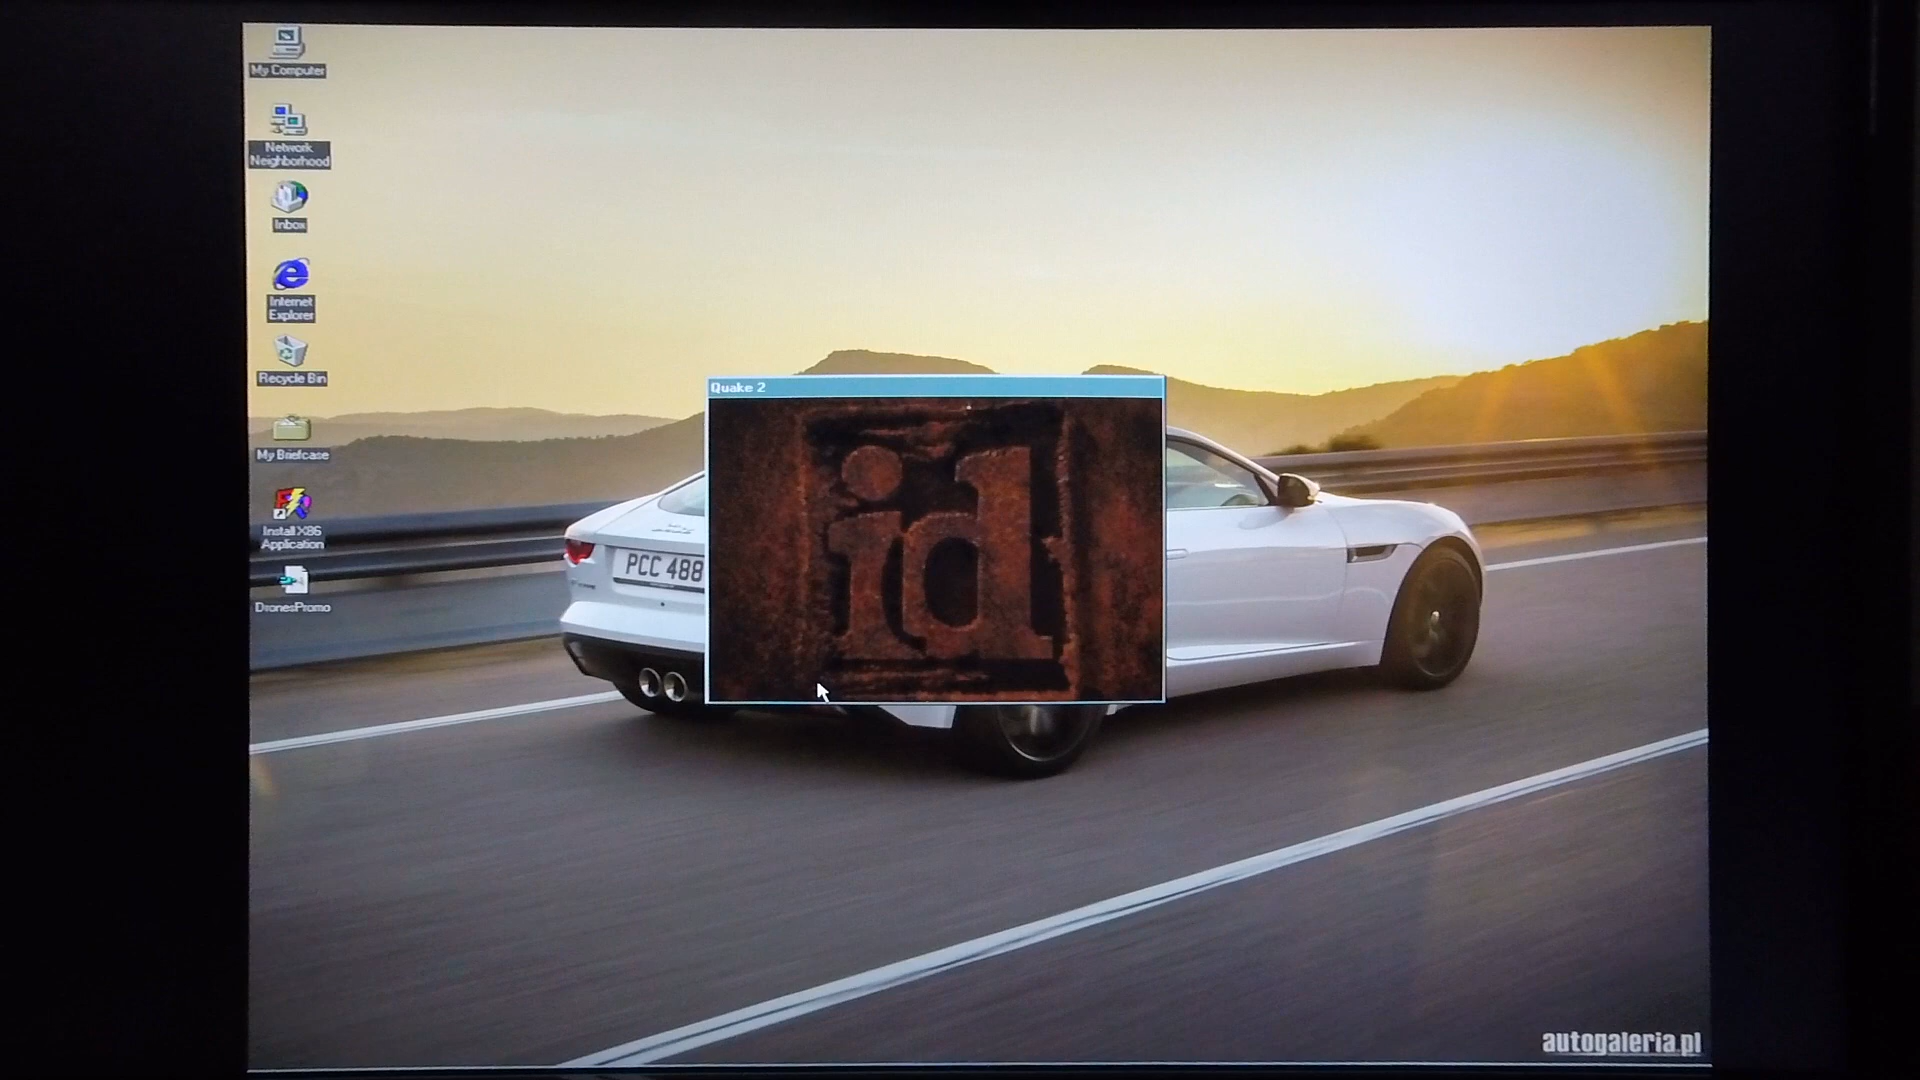 My Computer
Network
Neighborhood
Inbox
Internet
Explorer
Recycle Bin
My Briefcase
Install X86
Application
DronesPromo
Quake 2
id
PCC 488
autogaleria.pl